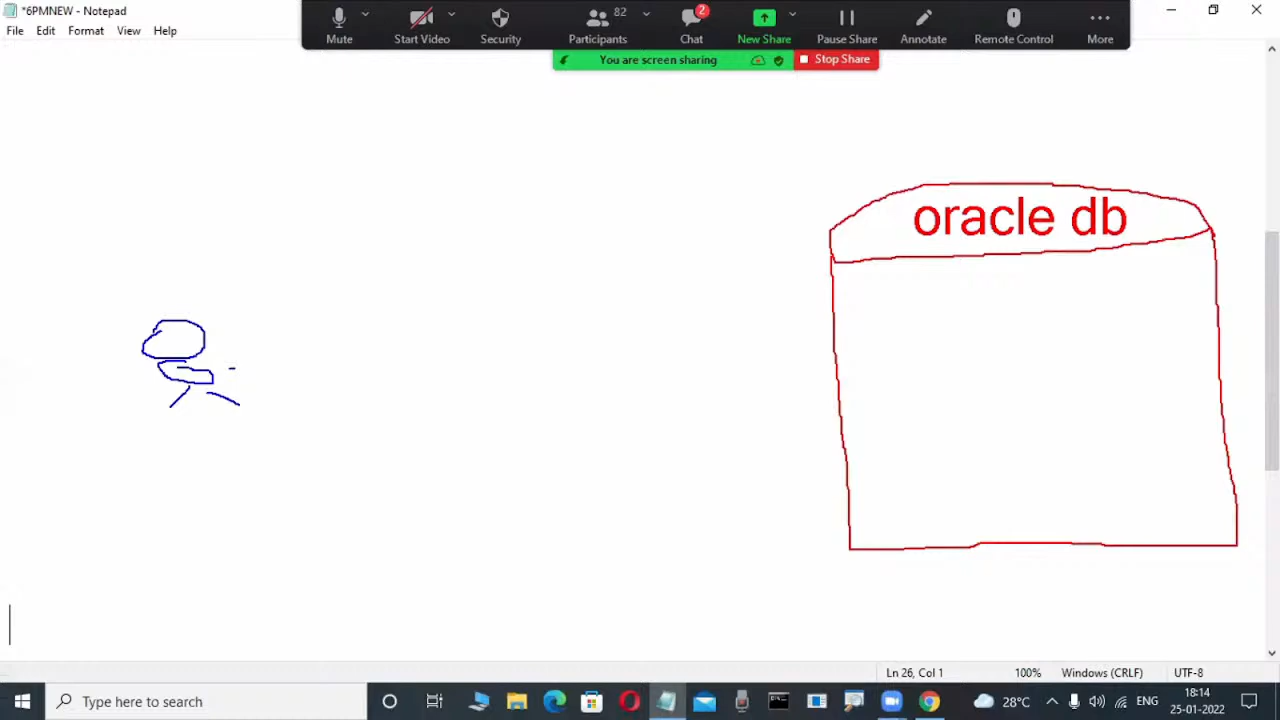 *6PMNEW - Notepad
File Edit Format View Help
Mute Start Video Security Participants 82 Chat 2 New Share Pause Share Annotate Remote Control More
You are screen sharing Stop Share
oracle db
Ln 26, Col 1 100% Windows (CRLF) UTF-8
Type here to search
28°C ENG 18:14
25-01-2022